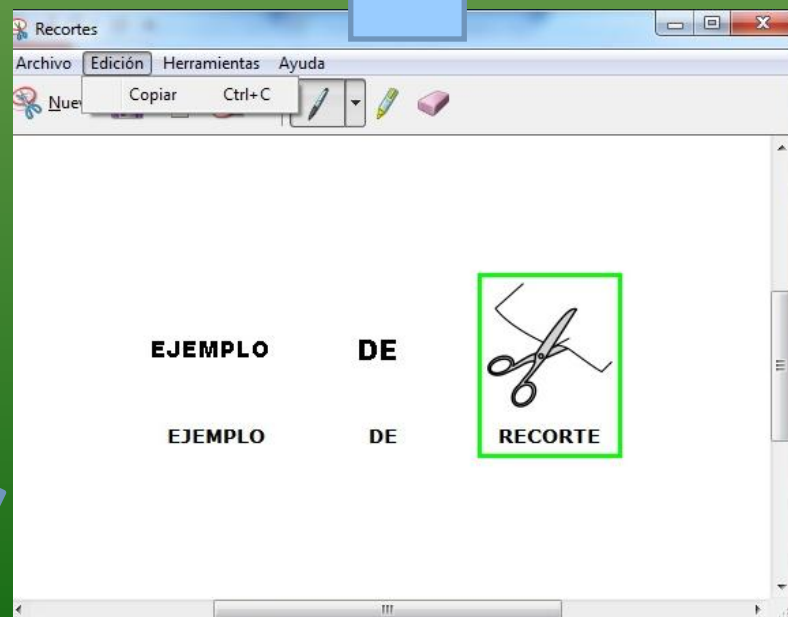 Recortes
Archivo Edición Herramientas Ayuda
Copiar Ctrl+C
EJEMPLO DE
EJEMPLO DE RECORTE